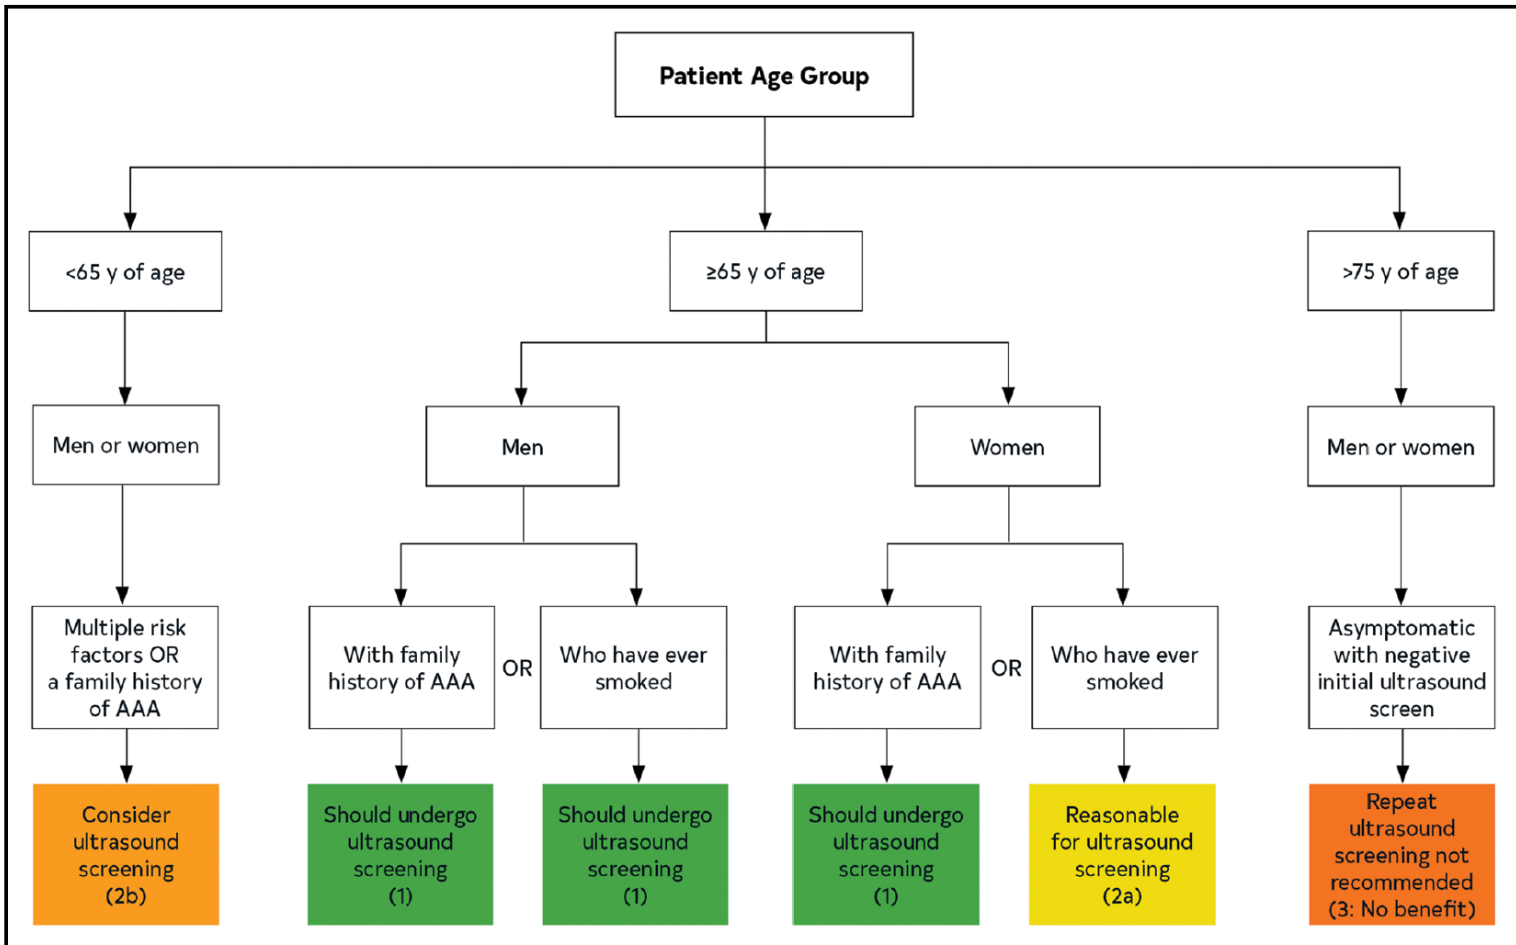 Patient Age Group
<65 y of age
≥65 y of age
>75 y of age
Men or women
Men
Women
Men or women
Multiple risk
factors OR
a family history
of AAA
With family
history of AAA
OR
Who have ever
smoked
With family
history of AAA
OR
Who have ever
smoked
Asymptomatic
with negative
initial ultrasound
screen
Consider
ultrasound
screening
(2b)
Should undergo
ultrasound
screening
(1)
Should undergo
ultrasound
screening
(1)
Should undergo
ultrasound
screening
(1)
Reasonable
for ultrasound
screening
(2a)
Repeat
ultrasound
screening not
recommended
(3: No benefit)